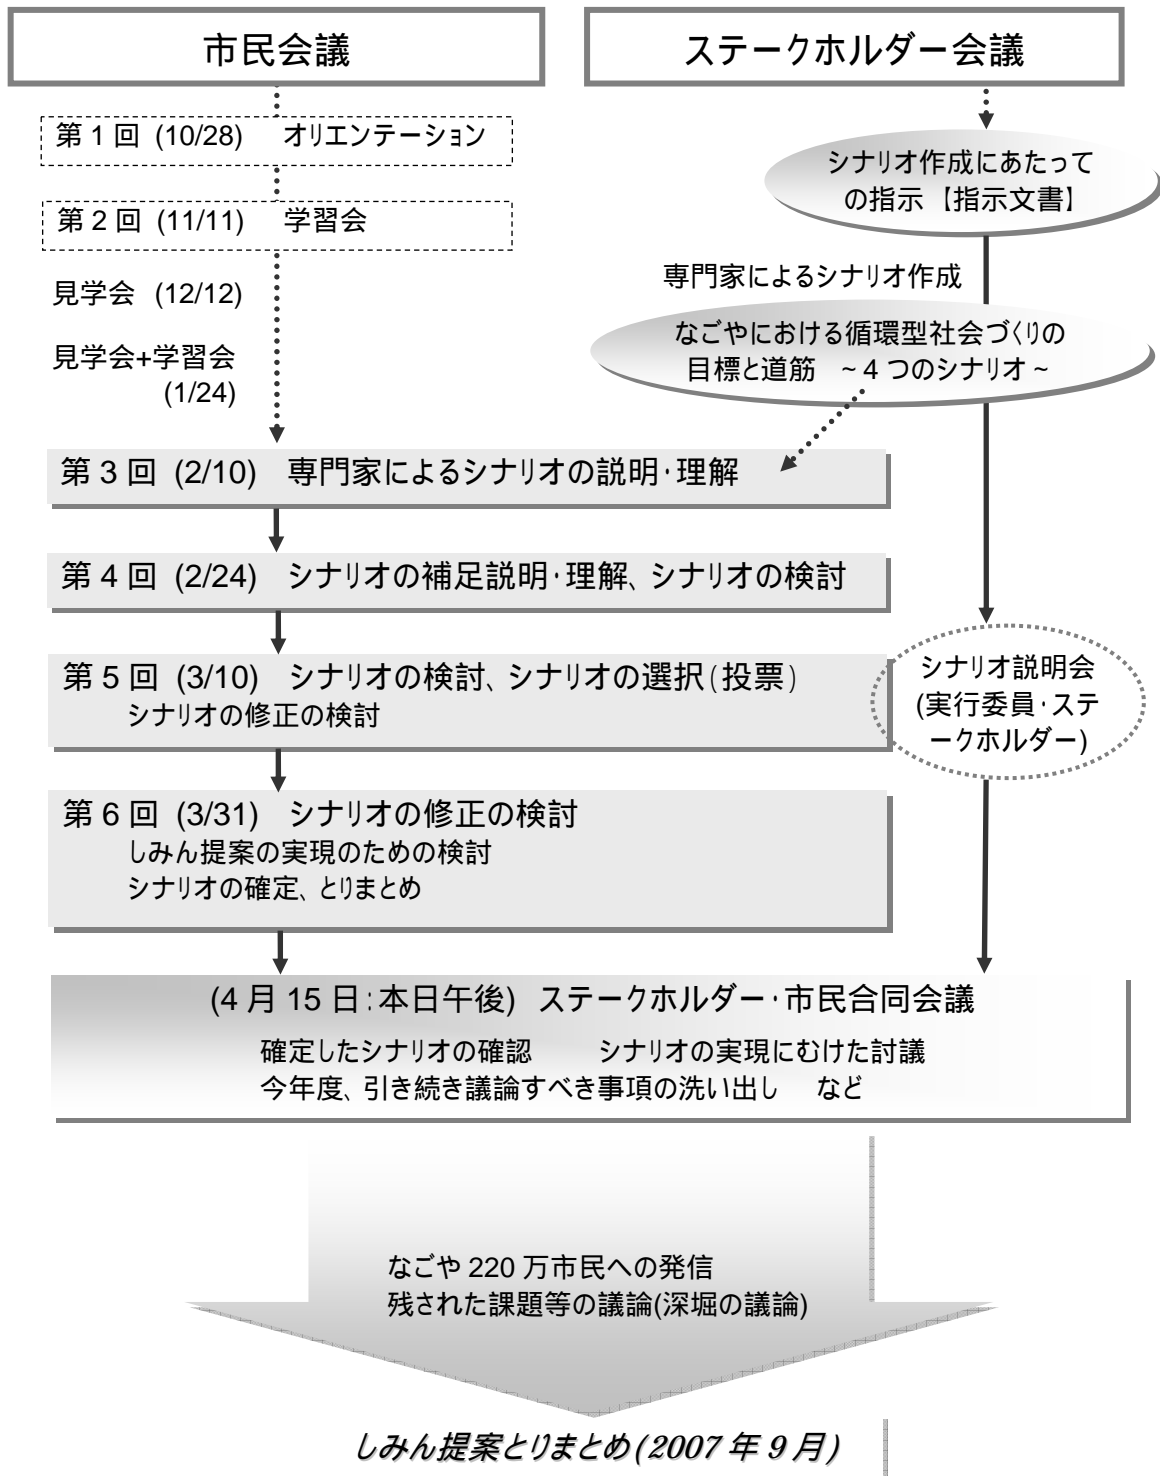 市民会議
第1回 (10/28) オリエンテーション
第2回 (11/11) 学習会
見学会 (12/12)
見学会+学習会
(1/24)
ステークホルダー会議
シナリオ作成にあたって
の指示【指示文書】
専門家によるシナリオ作成
なごやにおける循環型社会づくりの
目標と道筋 ~4つのシナリオ~
第3回 (2/10) 専門家によるシナリオの説明・理解
第4回 (2/24) シナリオの補足説明・理解、シナリオの検討
第5回 (3/10) シナリオの検討、シナリオの選択(投票)
シナリオの修正の検討
シナリオ説明会
(実行委員・ステ
ークホルダー)
第6回 (3/31) シナリオの修正の検討
しみん提案の実現のための検討
シナリオの確定、とりまとめ
(4月15日:本日午後) ステークホルダー・市民合同会議
確定したシナリオの確認 シナリオの実現にむけた討議
今年度、引き続き議論すべき事項の洗い出し など
なごや220万市民への発信
残された課題等の議論(深堀の議論)
しみん提案とりまとめ(2007年9月)